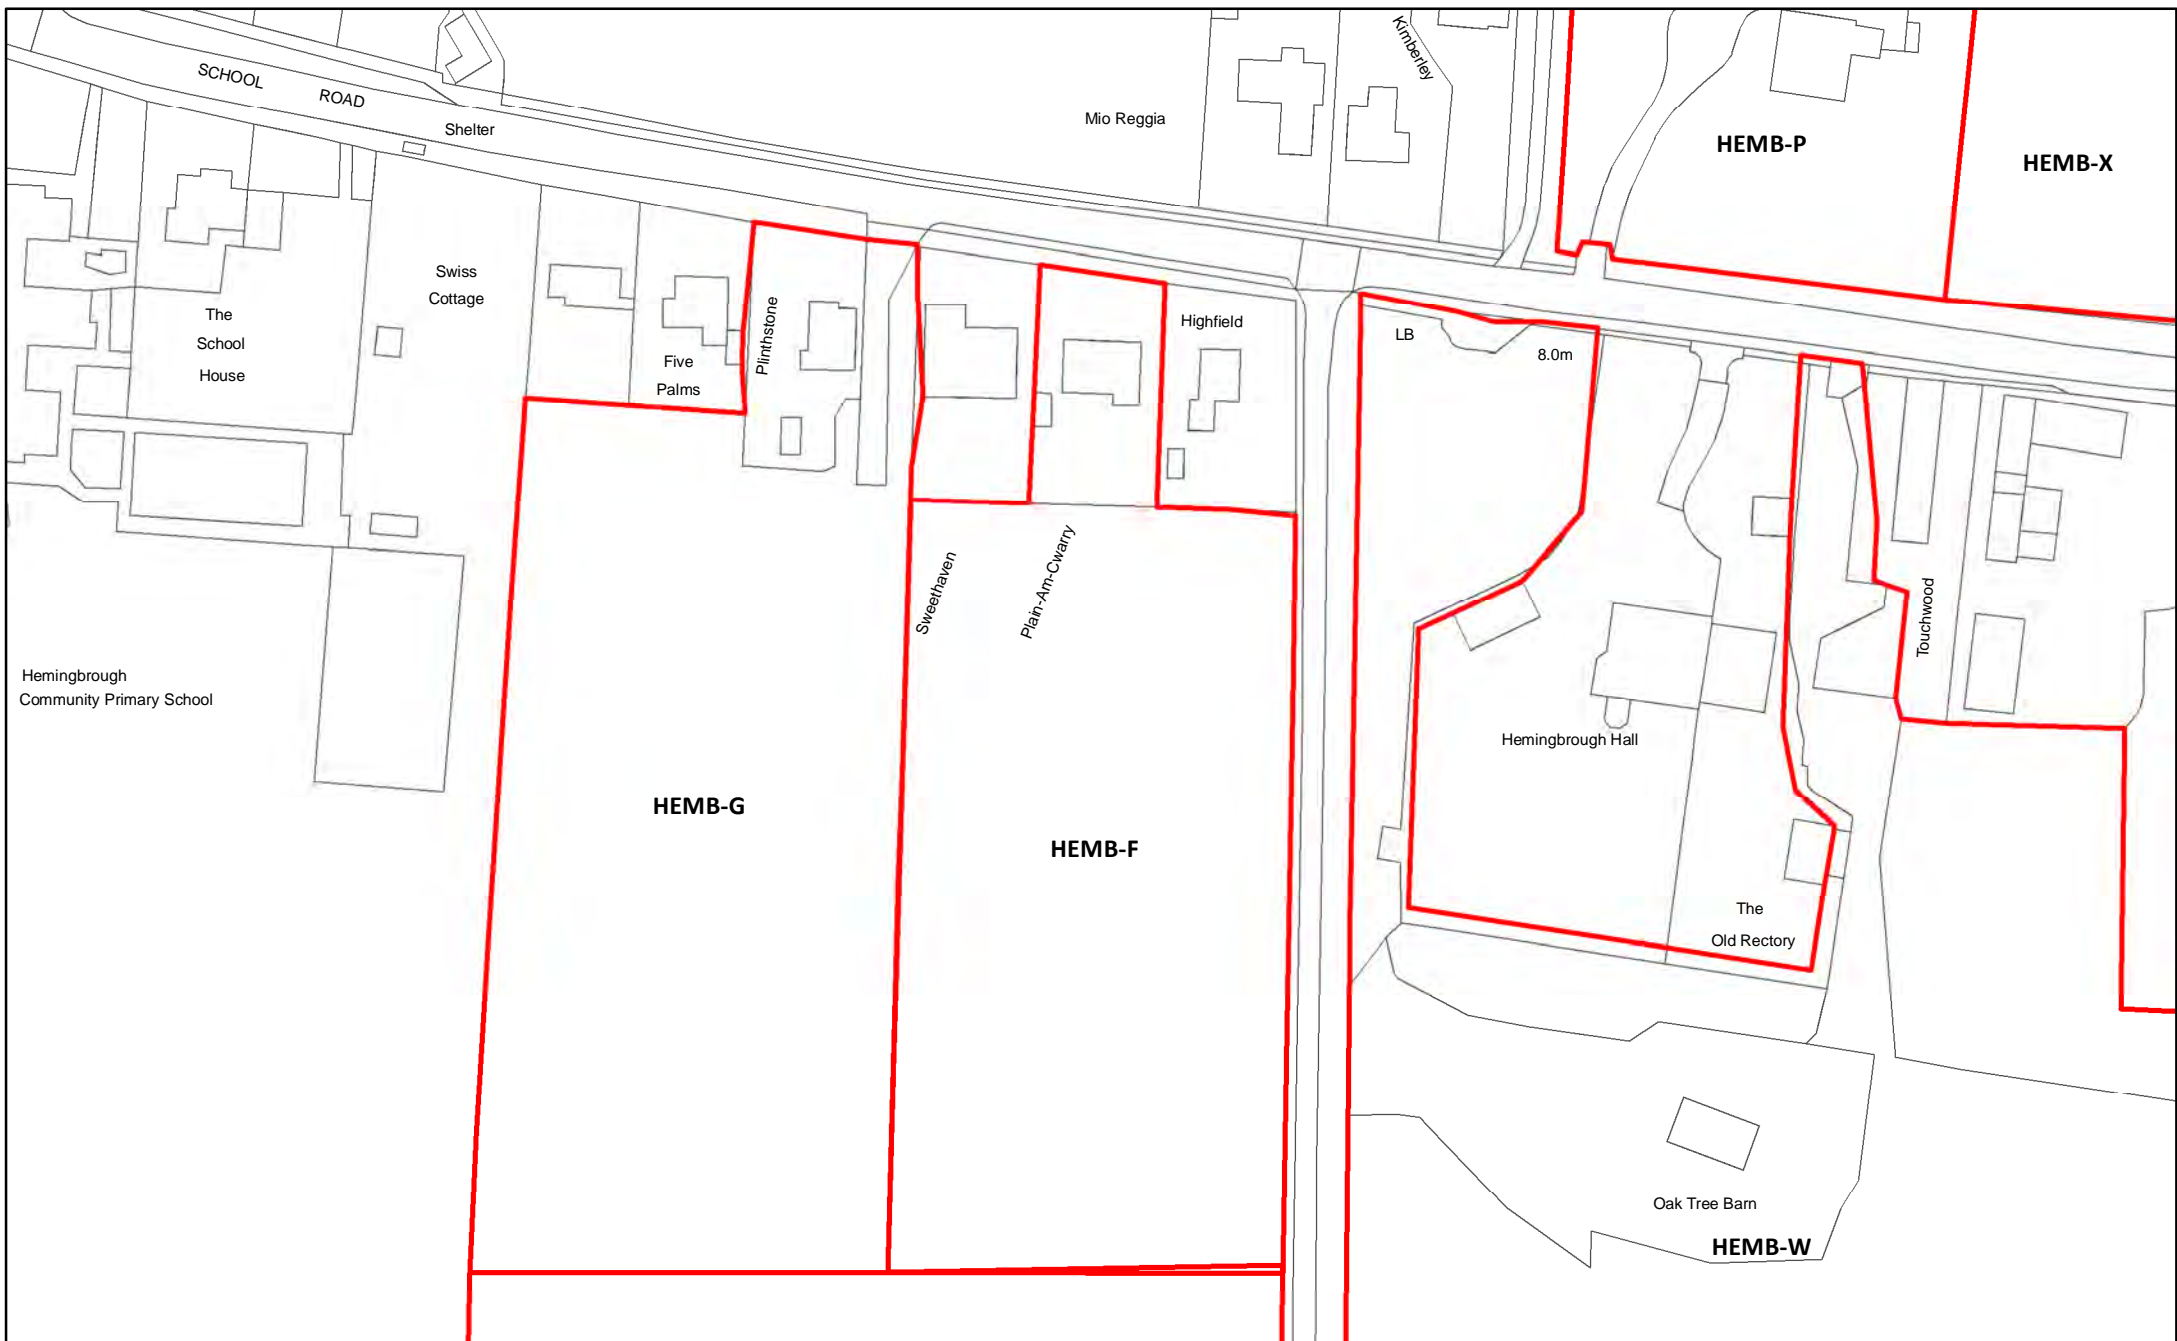 SCHOOL ROAD
Shelter
Mio Reggia
Kimberley
HEMB-P
HEMB-X
Swiss
Cottage
The
School
House
Five
Palms
Plinthstone
Highfield
LB
8.0m
Sweethaven
Plain-Am-Cwarry
Touchwood
Hemingbrough
Community Primary School
Hemingbrough Hall
HEMB-G
HEMB-F
The
Old Rectory
Oak Tree Barn
HEMB-W